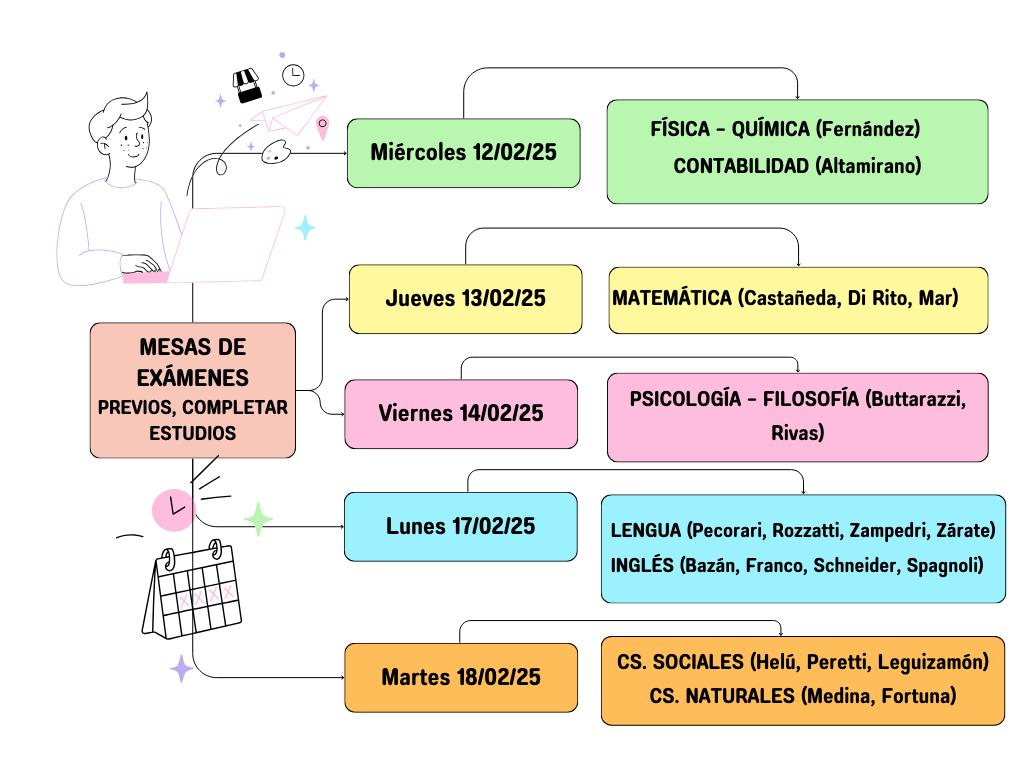 Miércoles 12/02/25
FÍSICA - QUÍMICA (Fernández)
CONTABILIDAD (Altamirano)
Jueves 13/02/25
MATEMÁTICA (Castañeda, Di Rito, Mar)
MESAS DE
EXÁMENES
PREVIOS, COMPLETAR
ESTUDIOS
Viernes 14/02/25
PSICOLOGÍA - FILOSOFÍA (Buttarazzi,
Rivas)
Lunes 17/02/25
LENGUA (Pecorari, Rozzatti, Zampedri, Zárate)
INGLÉS (Bazán, Franco, Schneider, Spagnoli)
Martes 18/02/25
CS. SOCIALES (Helú, Peretti, Leguizamón)
CS. NATURALES (Medina, Fortuna)